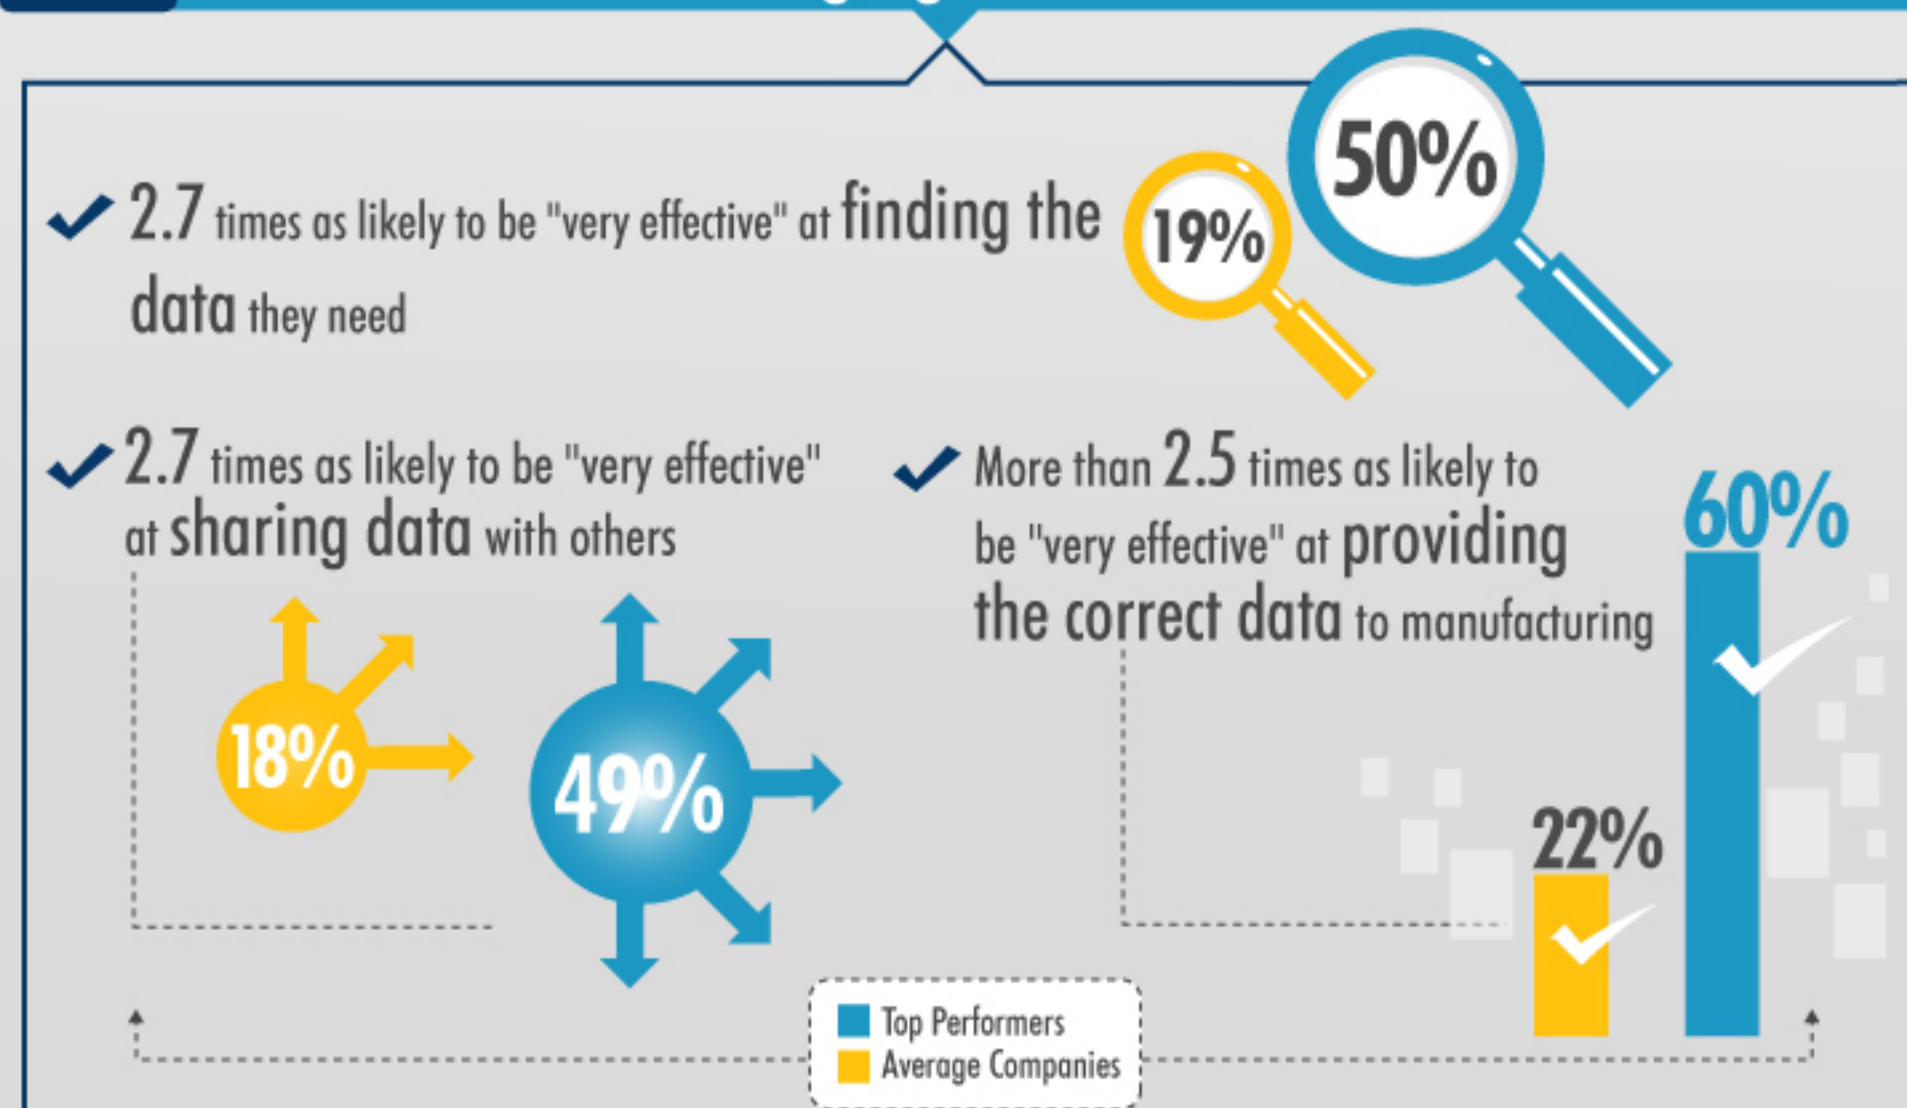 2.7 times as likely to be "very effective" at finding the
data they need
19%
50%
2.7 times as likely to be "very effective"
at sharing data with others
18%
49%
More than 2.5 times as likely to
be "very effective" at providing
the correct data to manufacturing
22%
60%
Top Performers
Average Companies